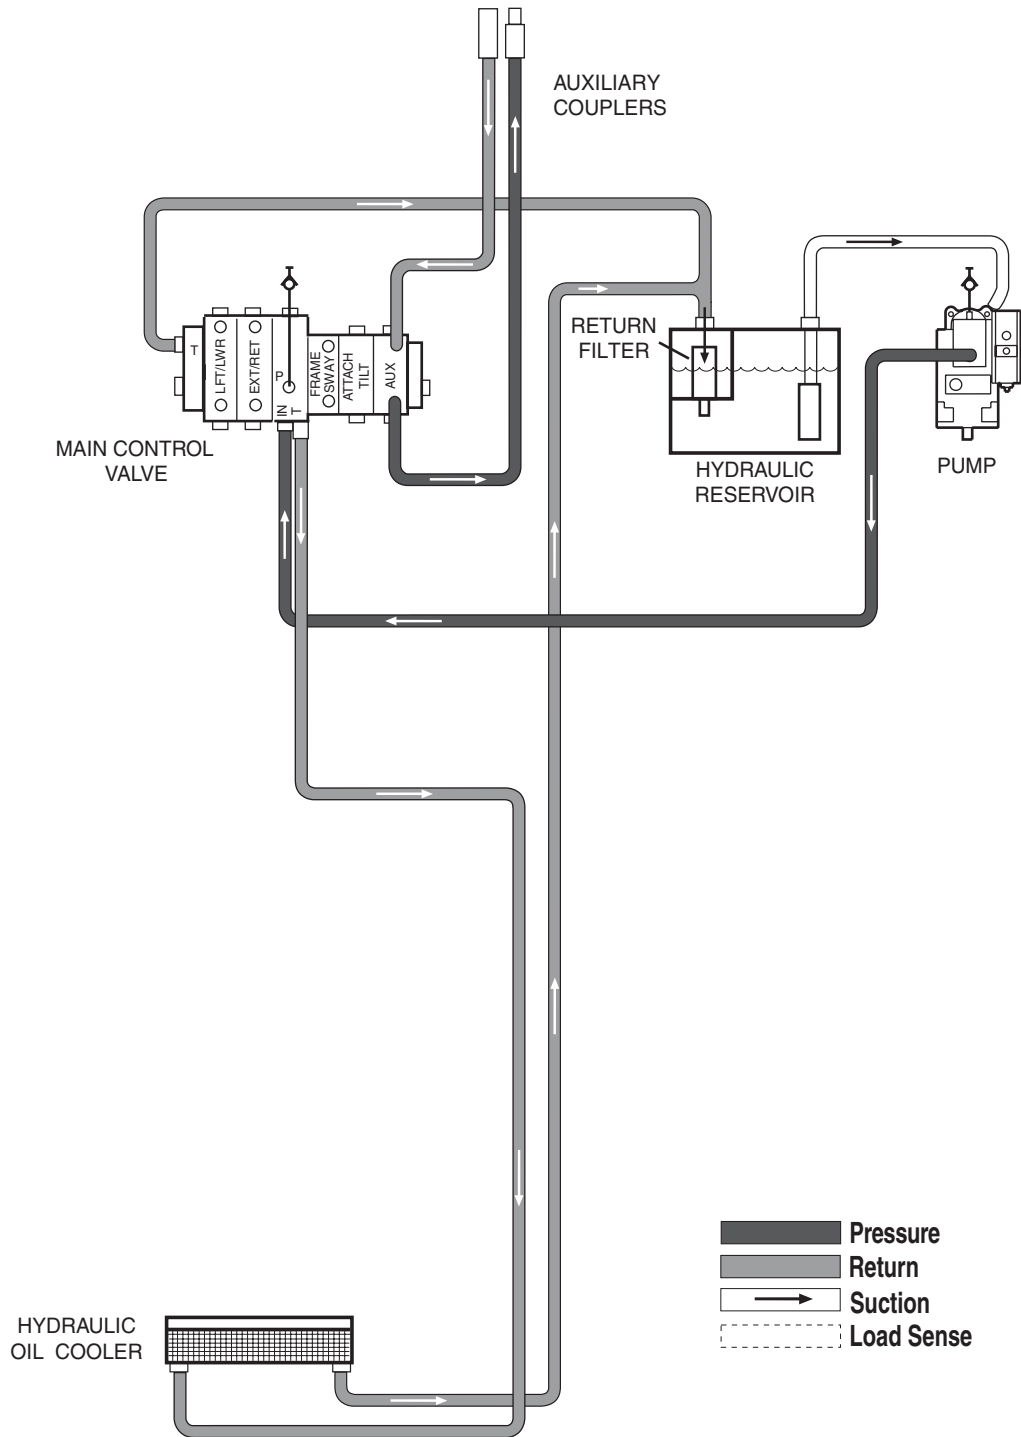 AUXILIARY
COUPLERS
RETURN
FILTER
T
LFT/LWR
EXT/RET
P
IN
T
FRAME
SWAY
ATTACH
TILT
AUX
MAIN CONTROL
VALVE
HYDRAULIC
RESERVOIR
PUMP
Pressure
Return
Suction
Load Sense
HYDRAULIC
OIL COOLER